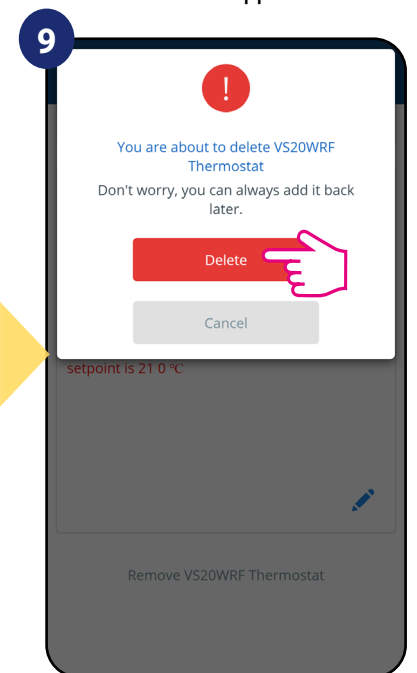 9
!
You are about to delete VS20WRF
Thermostat
Don't worry, you can always add it back
later.
Delete
Cancel
setpoint is 21 0 °C
Remove VS20WRF Thermostat